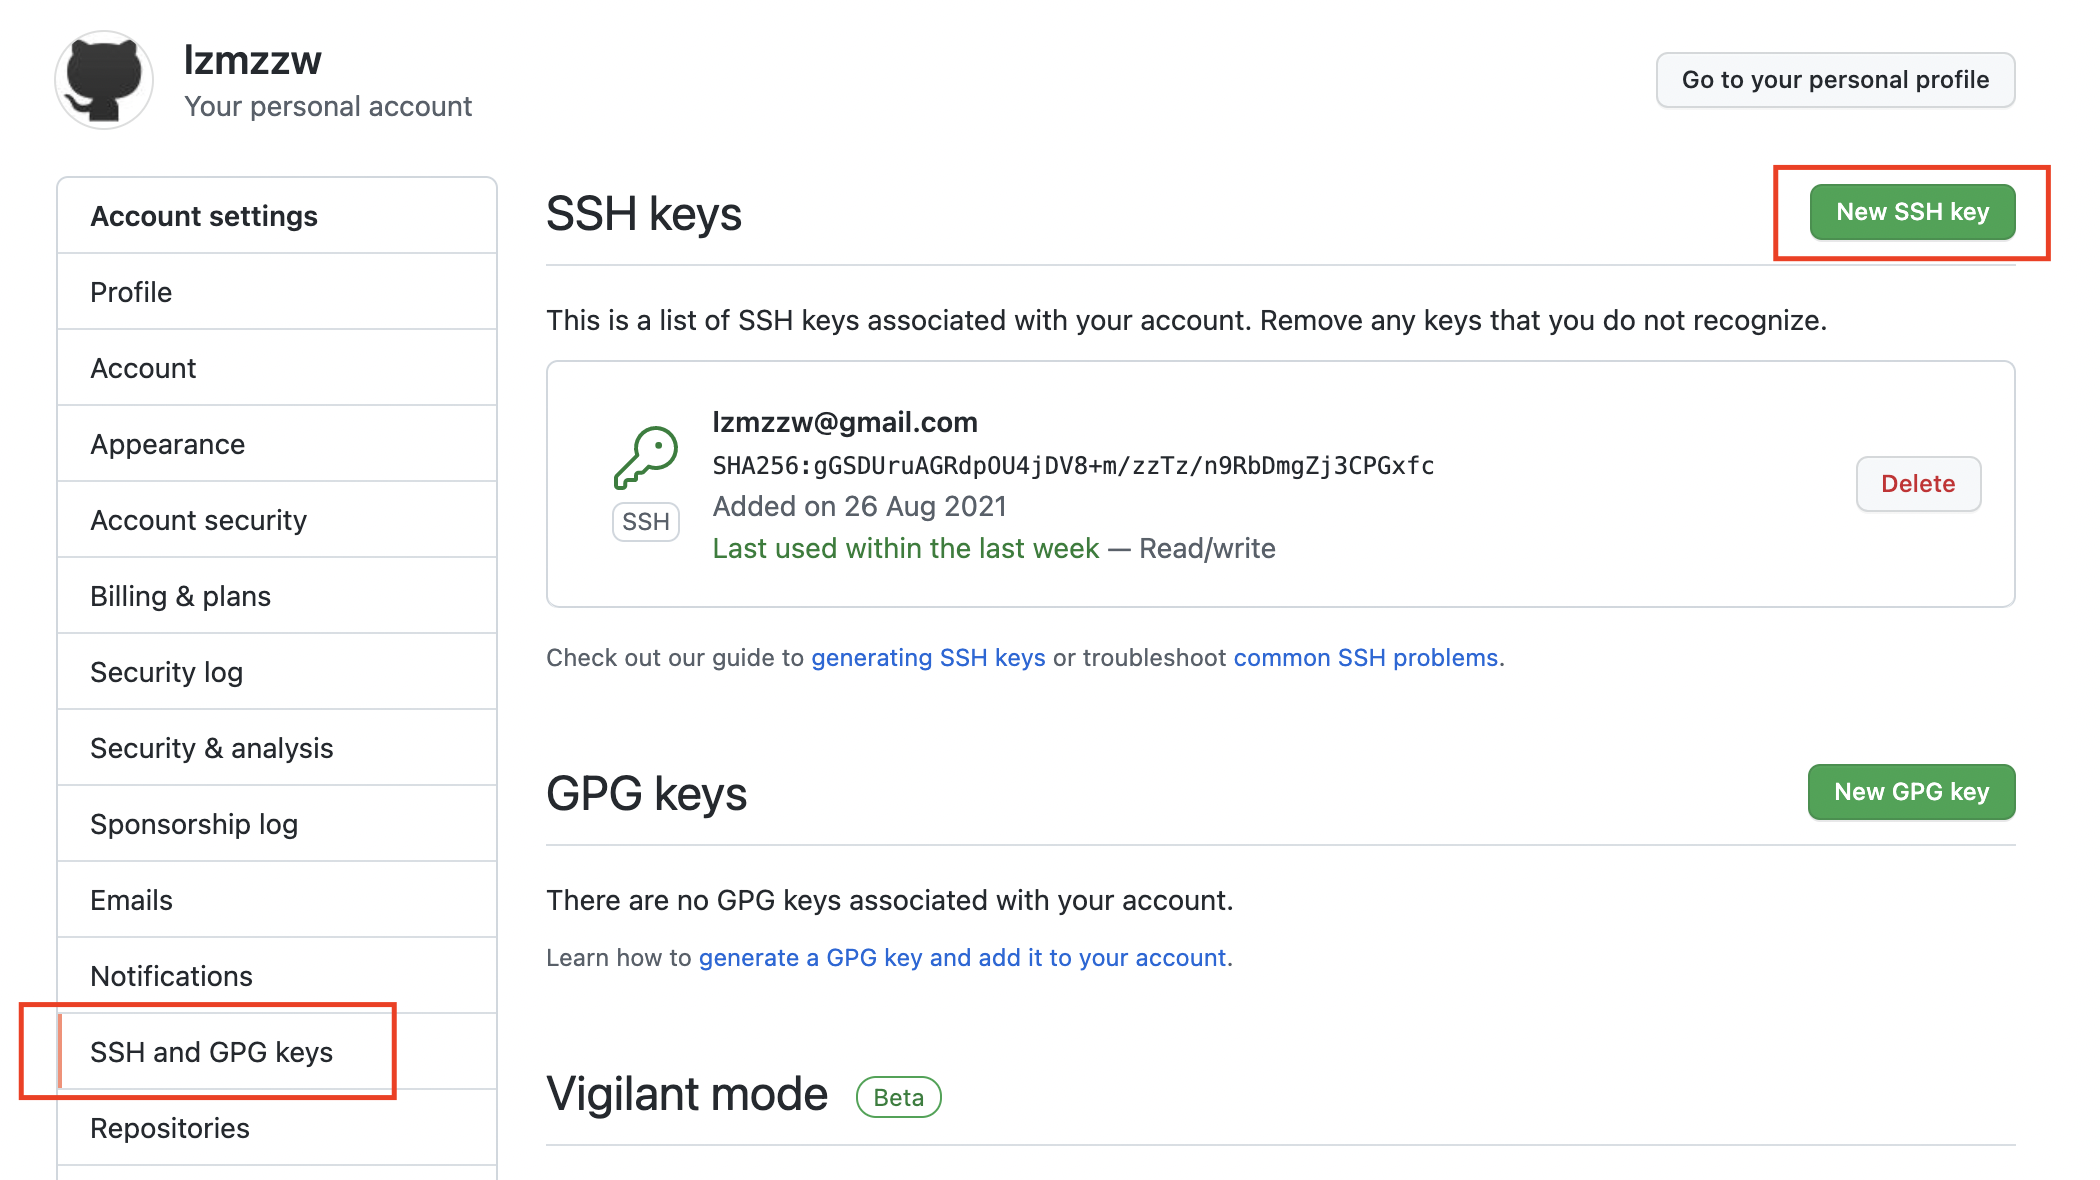 lzmzzw
Your personal account
Go to your personal profile
Account settings
Profile
Account
Appearance
Account security
Billing & plans
Security log
Security & analysis
Sponsorship log
Emails
Notifications
SSH and GPG keys
Repositories
SSH keys
New SSH key
This is a list of SSH keys associated with your account. Remove any keys that you do not recognize.
lzmzzw@gmail.com
SHA256:gGSDUruAGRdpOU4jDV8+m/zzTz/n9RbDmgZj3CPGxfc
Added on 26 Aug 2021
Last used within the last week — Read/write
SSH
Delete
Check out our guide to generating SSH keys or troubleshoot common SSH problems.
GPG keys
New GPG key
There are no GPG keys associated with your account.
Learn how to generate a GPG key and add it to your account.
Vigilant mode Beta